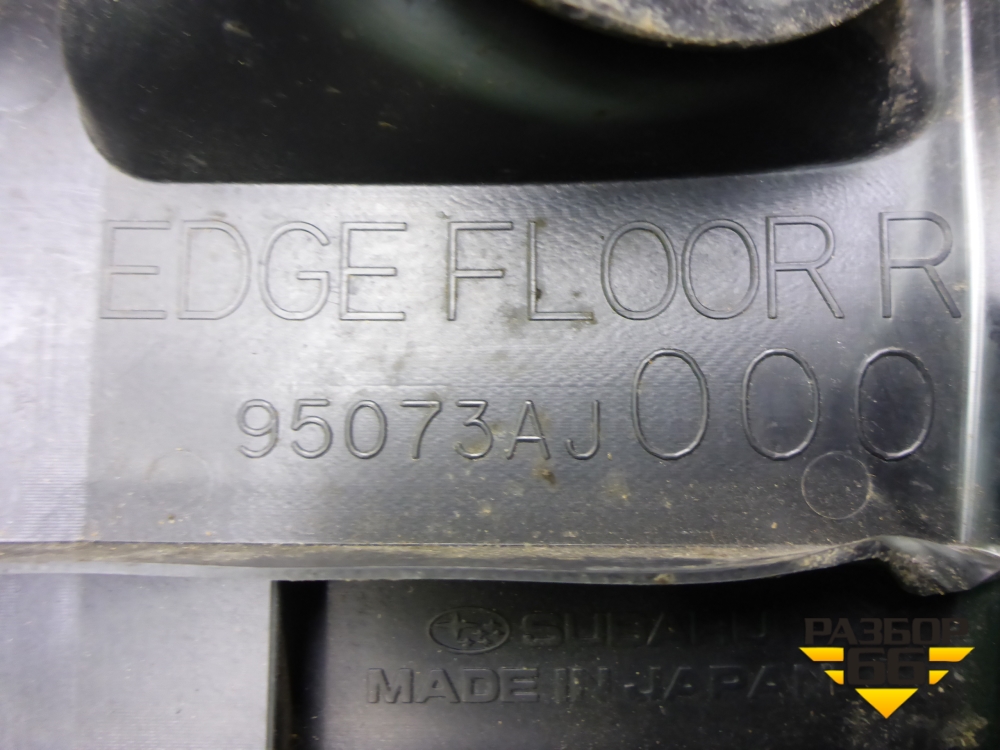 EDGE FLOOR R
95073AJ000
SUBARU
MADE IN JAPAN
РАЗБОР
66